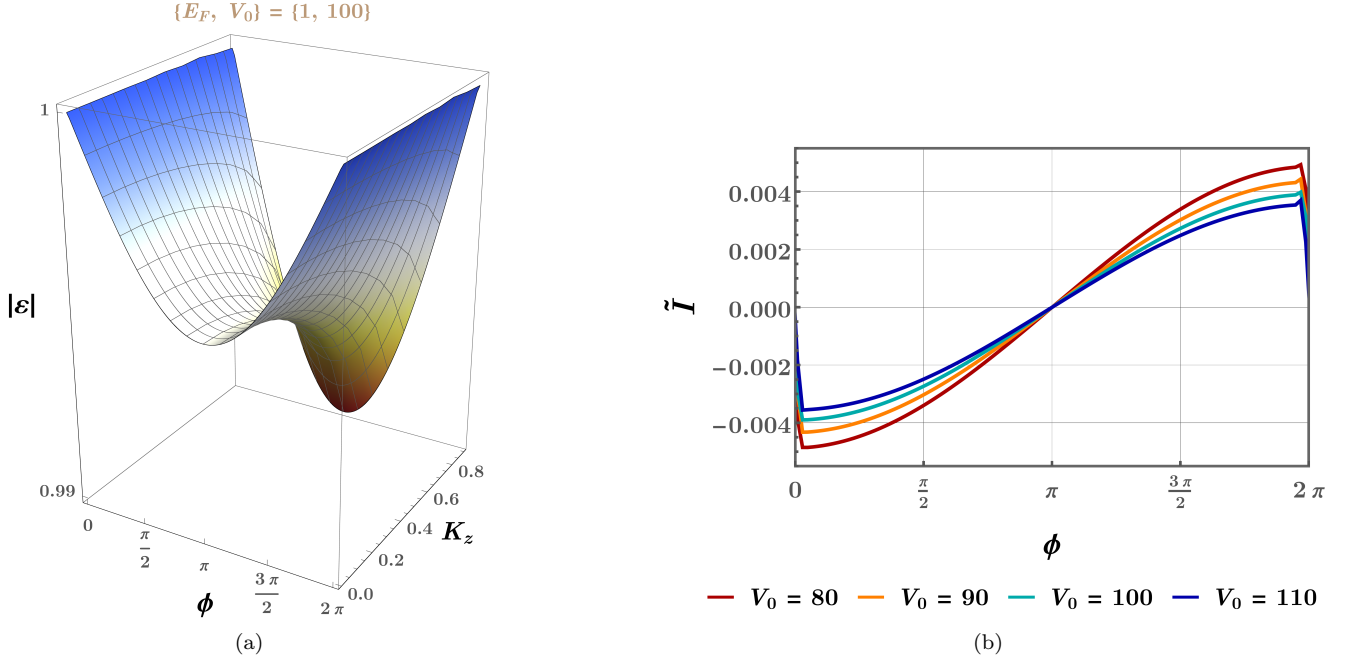 {E_F, V_0} = {1, 100}
1
|ε|
0.99
0
π/2
π
3π/2
2π
ϕ
0.0
0.2
0.4
0.6
0.8
K_z
(a)
0.004
0.002
0.000
−0.002
−0.004
Ĩ
0
π/2
π
3π/2
2π
ϕ
V_0 = 80 V_0 = 90 V_0 = 100 V_0 = 110
(b)